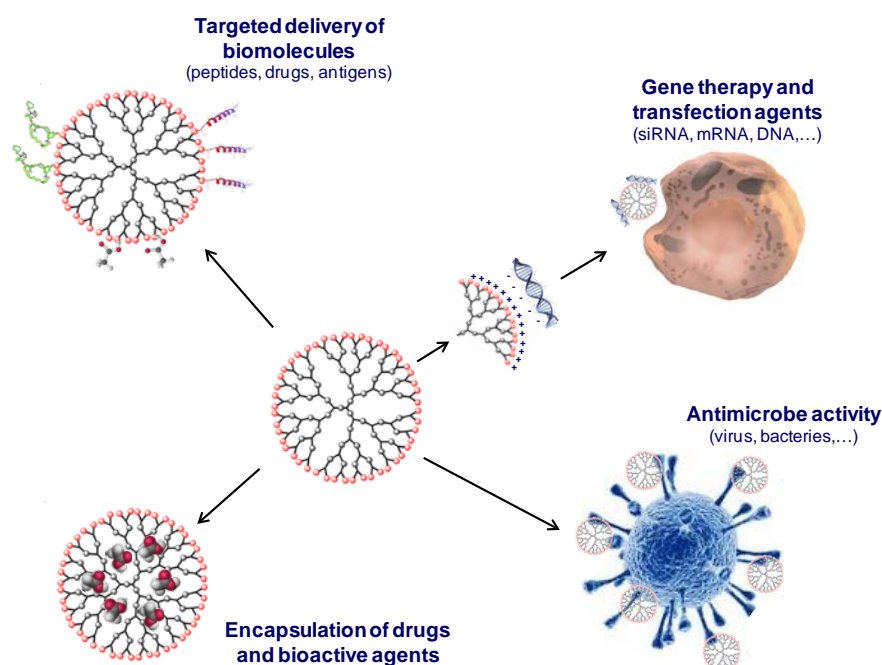 Targeted delivery of
biomolecules
(peptides, drugs, antigens)
Gene therapy and
transfection agents
(siRNA, mRNA, DNA,...)
+ + + + + + + + + + + +
- - - -
Antimicrobe activity
(virus, bacteries,...)
Encapsulation of drugs
and bioactive agents